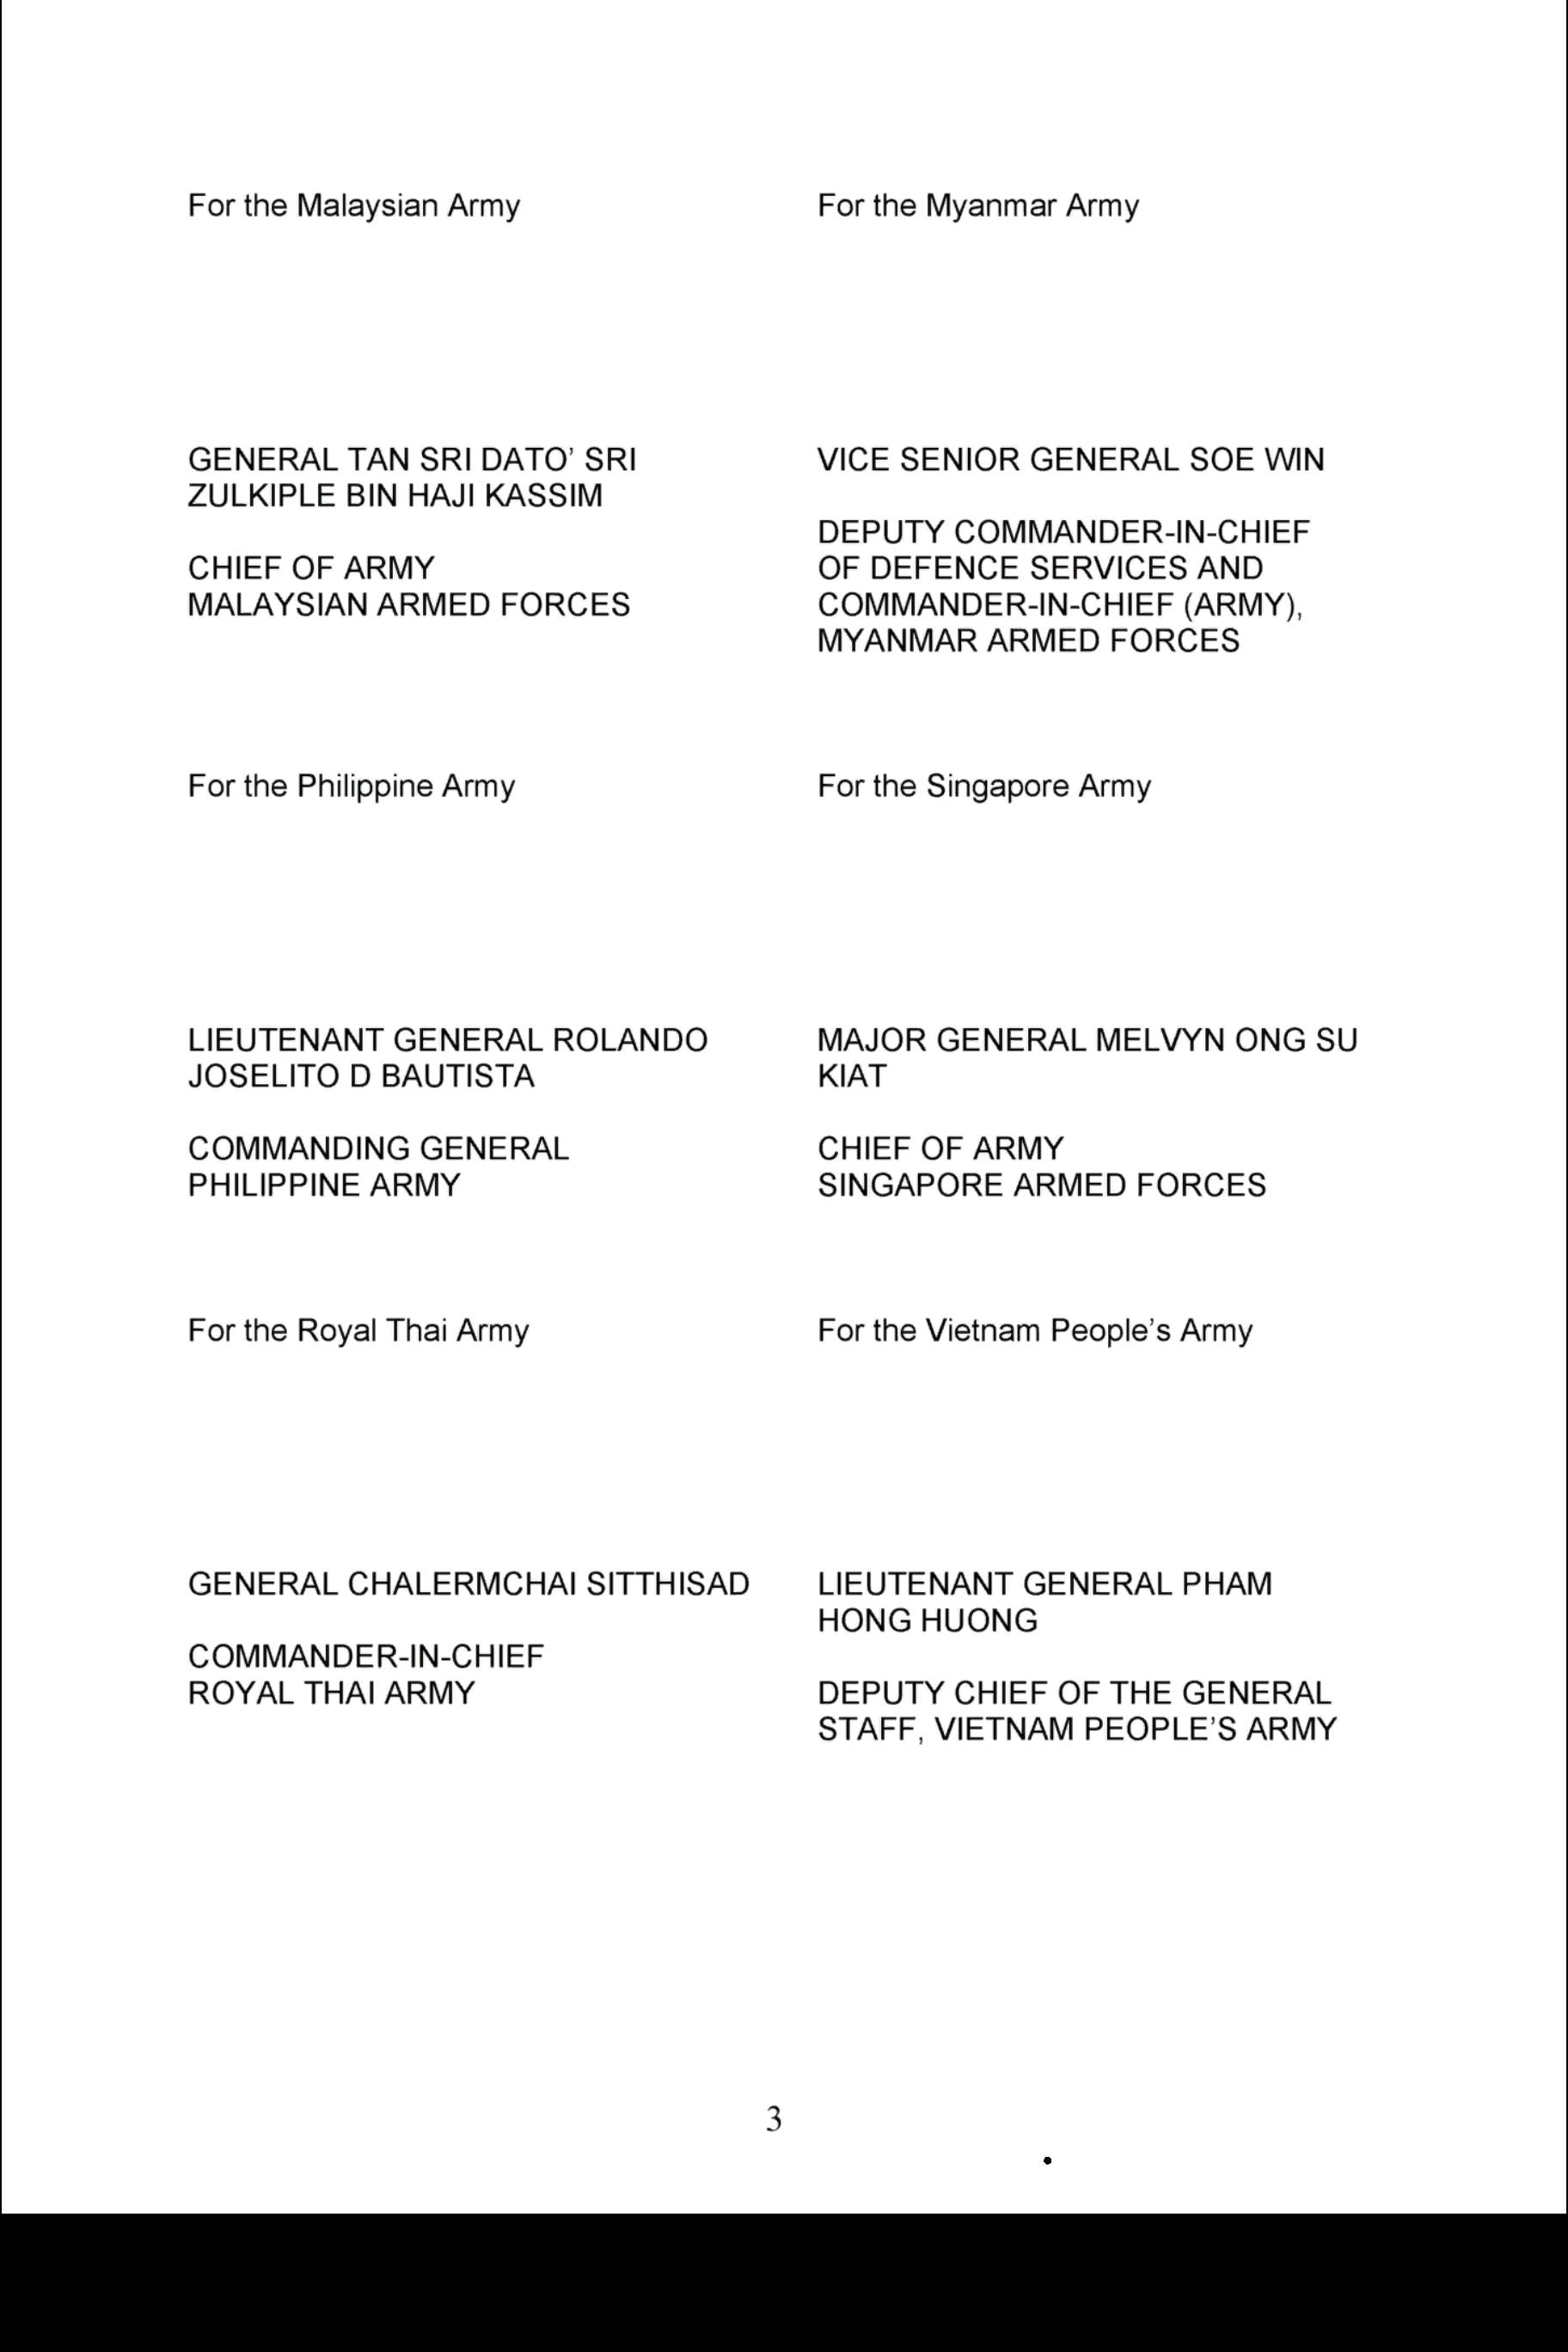 For the Malaysian Army
For the Myanmar Army
GENERAL TAN SRI DATO’ SRI
ZULKIPLE BIN HAJI KASSIM
CHIEF OF ARMY
MALAYSIAN ARMED FORCES
VICE SENIOR GENERAL SOE WIN
DEPUTY COMMANDER-IN-CHIEF
OF DEFENCE SERVICES AND
COMMANDER-IN-CHIEF (ARMY),
MYANMAR ARMED FORCES
For the Philippine Army
For the Singapore Army
LIEUTENANT GENERAL ROLANDO
JOSELITO D BAUTISTA
COMMANDING GENERAL
PHILIPPINE ARMY
MAJOR GENERAL MELVYN ONG SU
KIAT
CHIEF OF ARMY
SINGAPORE ARMED FORCES
For the Royal Thai Army
For the Vietnam People’s Army
GENERAL CHALERMCHAI SITTHISAD
COMMANDER-IN-CHIEF
ROYAL THAI ARMY
LIEUTENANT GENERAL PHAM
HONG HUONG
DEPUTY CHIEF OF THE GENERAL
STAFF, VIETNAM PEOPLE’S ARMY
3